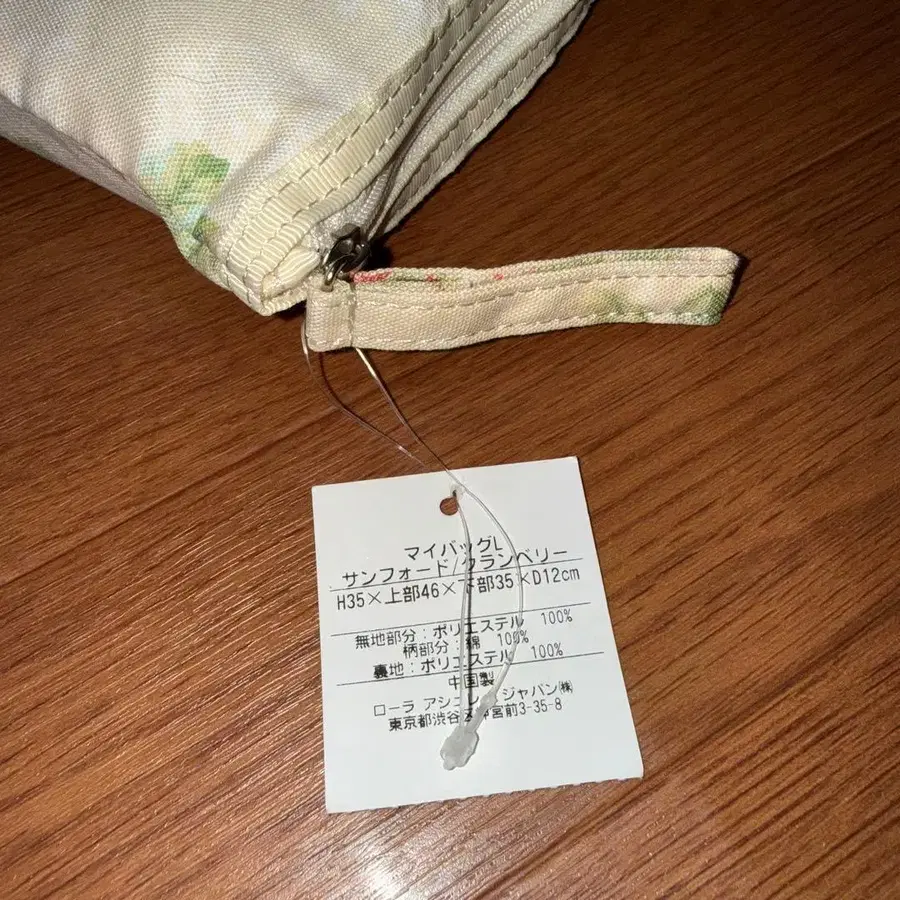 マイバッグL
サンフォード/クランベリー
H35×上部46×下部35×D12cm
無地部分:ポリエステル 100%
柄部分:綿 100%
裏地:ポリエステル 100%
中国製
ローラ アシュレイ ジャパン㈱
東京都渋谷区神宮前3-35-8